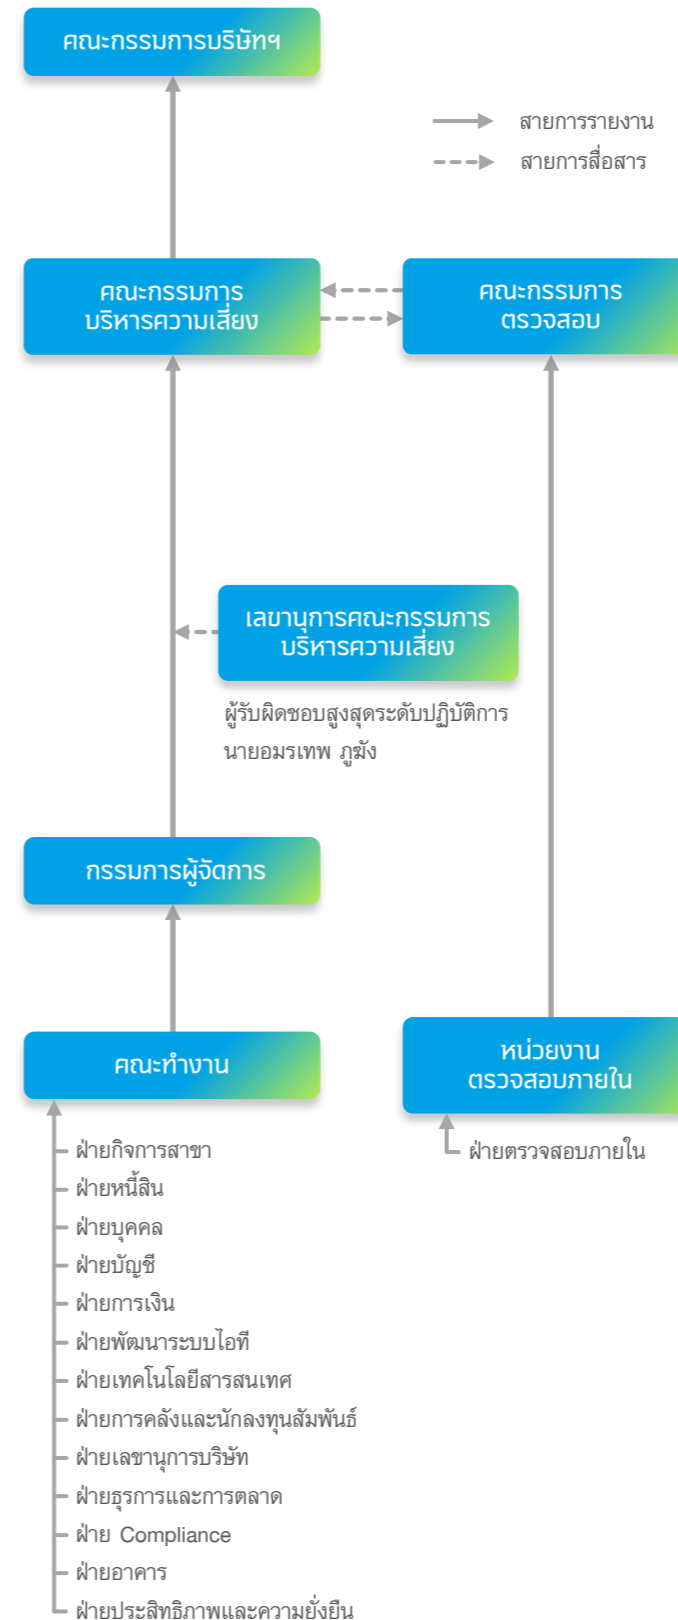 คณะกรรมการบริษัทฯ
สายการรายงาน
สายการสื่อสาร
คณะกรรมการ
บริหารความเสี่ยง
คณะกรรมการ
ตรวจสอบ
เลขานุการคณะกรรมการ
บริหารความเสี่ยง
ผู้รับผิดชอบสูงสุดระดับปฏิบัติการ
นายอมรเทพ ภูฆัง
กรรมการผู้จัดการ
คณะทำงาน
หน่วยงาน
ตรวจสอบภายใน
ฝ่ายกิจการสาขา
ฝ่ายตรวจสอบภายใน
ฝ่ายหนี้สิน
ฝ่ายบุคคล
ฝ่ายบัญชี
ฝ่ายการเงิน
ฝ่ายพัฒนาระบบไอที
ฝ่ายเทคโนโลยีสารสนเทศ
ฝ่ายการคลังและนักลงทุนสัมพันธ์
ฝ่ายเลขานุการบริษัท
ฝ่ายธุรการและการตลาด
ฝ่าย Compliance
ฝ่ายอาคาร
ฝ่ายประสิทธิภาพและความยั่งยืน